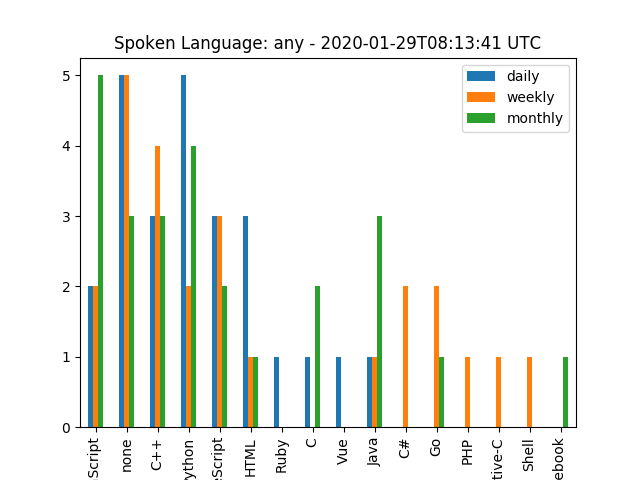 Spoken Language: any - 2020-01-29T08:13:41 UTC
daily
weekly
monthly
5
4
3
2
1
0
Script
none
C++
ython
eScript
HTML
Ruby
C
Vue
Java
C#
Go
PHP
tive-C
Shell
ebook